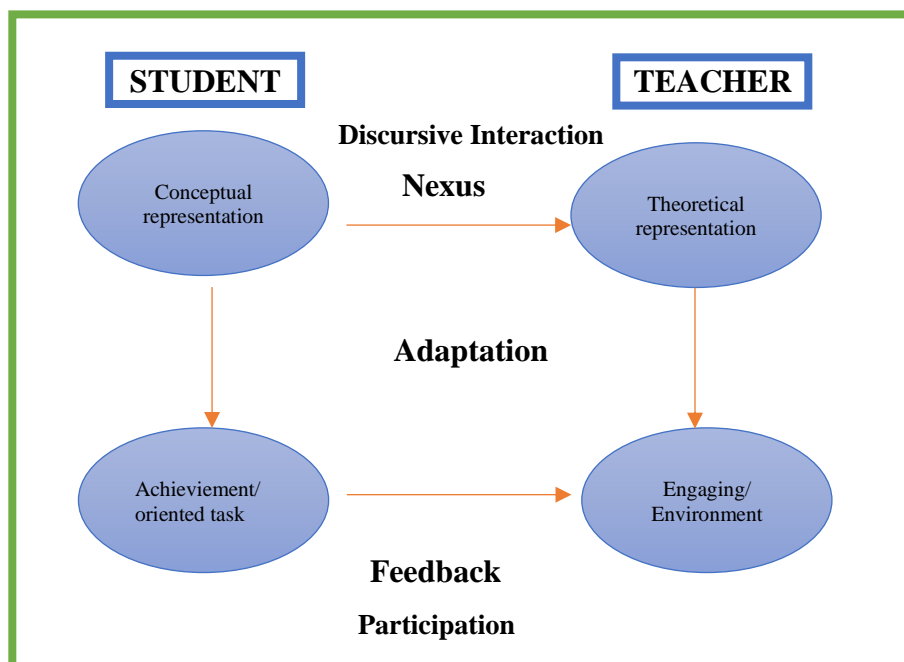 STUDENT
TEACHER
Discursive Interaction
Nexus
Conceptual
representation
Theoretical
representation
Adaptation
Achieviement/
oriented task
Engaging/
Environment
Feedback
Participation